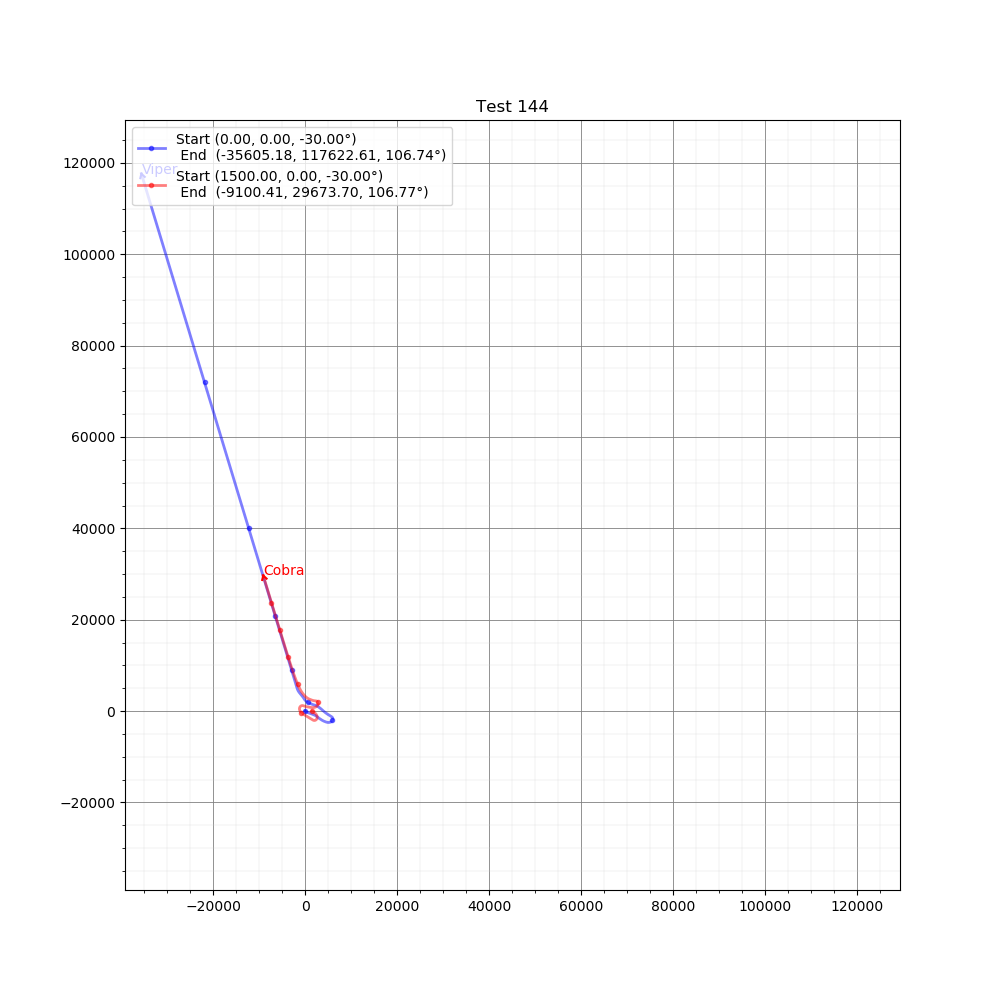 Test 144
Start (0.00, 0.00, -30.00°)
End (-35605.18, 117622.61, 106.74°)
Start (1500.00, 0.00, -30.00°)
End (-9100.41, 29673.70, 106.77°)
Viper
Cobra
120000
100000
80000
60000
40000
20000
0
−20000
−20000 0 20000 40000 60000 80000 100000 120000